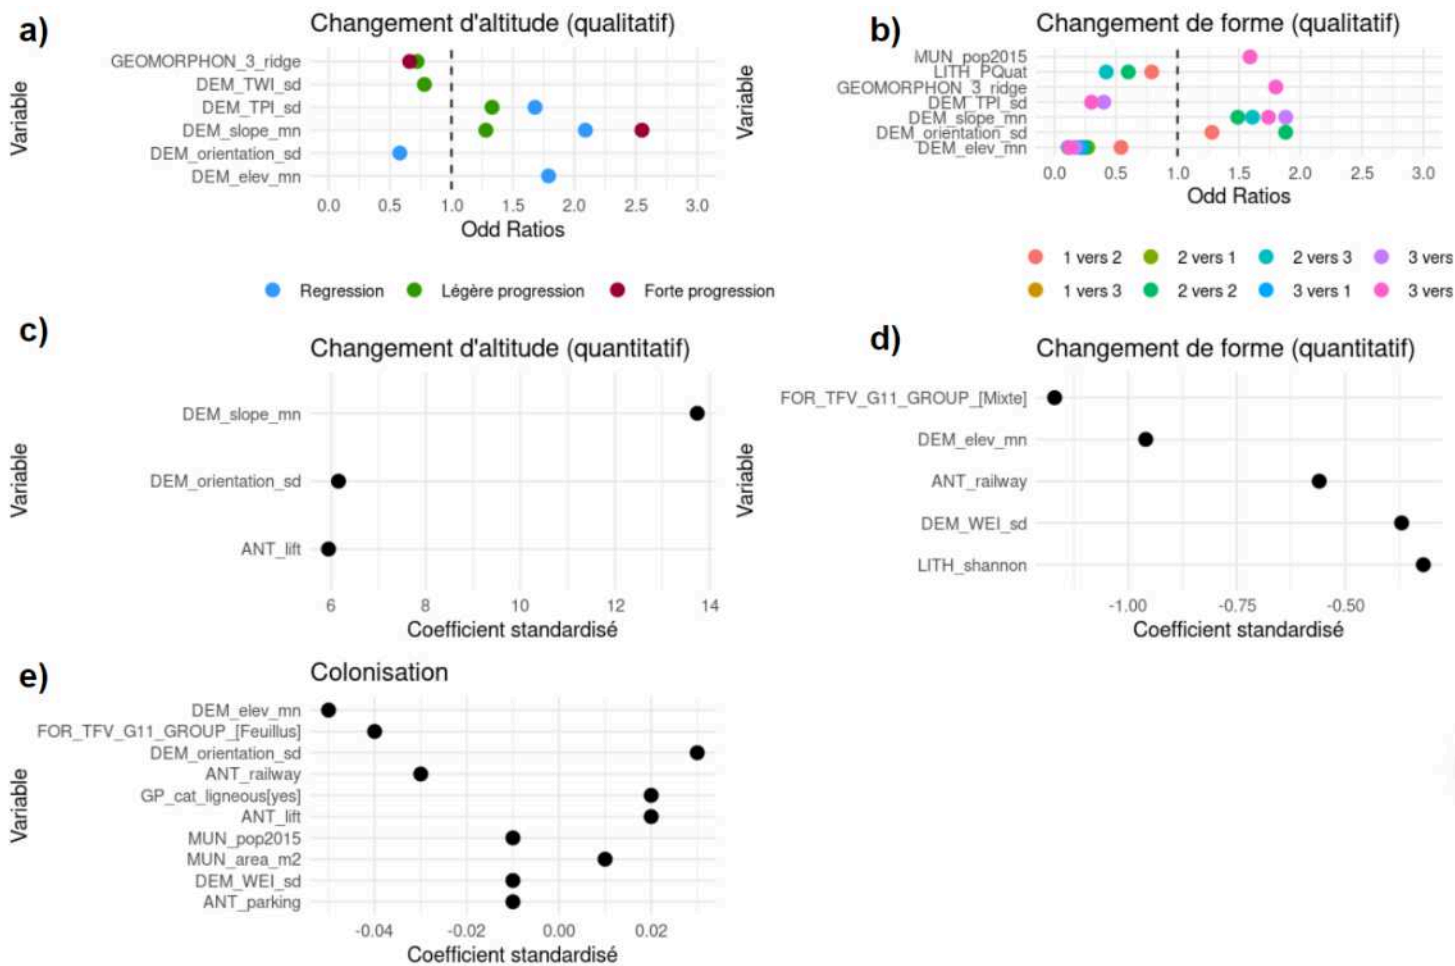 a)
Changement d'altitude (qualitatif)
Variable
GEOMORPHON_3_ridge
DEM_TWI_sd
DEM_TPI_sd
DEM_slope_mn
DEM_orientation_sd
DEM_elev_mn
0.0 0.5 1.0 1.5 2.0 2.5 3.0
Odd Ratios
Regression Légère progression Forte progression
b)
Changement de forme (qualitatif)
Variable
MUN_pop2015
LITH_PQuat
GEOMORPHON_3_ridge
DEM_TPI_sd
DEM_slope_mn
DEM_orientation_sd
DEM_elev_mn
0.0 0.5 1.0 1.5 2.0 2.5 3.0
Odd Ratios
1 vers 2 2 vers 1 2 vers 3 3 vers
1 vers 3 2 vers 2 3 vers 1 3 vers
c)
Changement d'altitude (quantitatif)
Variable
DEM_slope_mn
DEM_orientation_sd
ANT_lift
6 8 10 12 14
Coefficient standardisé
d)
Changement de forme (quantitatif)
Variable
FOR_TFV_G11_GROUP_[Mixte]
DEM_elev_mn
ANT_railway
DEM_WEI_sd
LITH_shannon
-1.00 -0.75 -0.50
Coefficient standardisé
e)
Colonisation
Variable
DEM_elev_mn
FOR_TFV_G11_GROUP_[Feuillus]
DEM_orientation_sd
ANT_railway
GP_cat_ligneous[yes]
ANT_lift
MUN_pop2015
MUN_area_m2
DEM_WEI_sd
ANT_parking
-0.04 -0.02 0.00 0.02
Coefficient standardisé